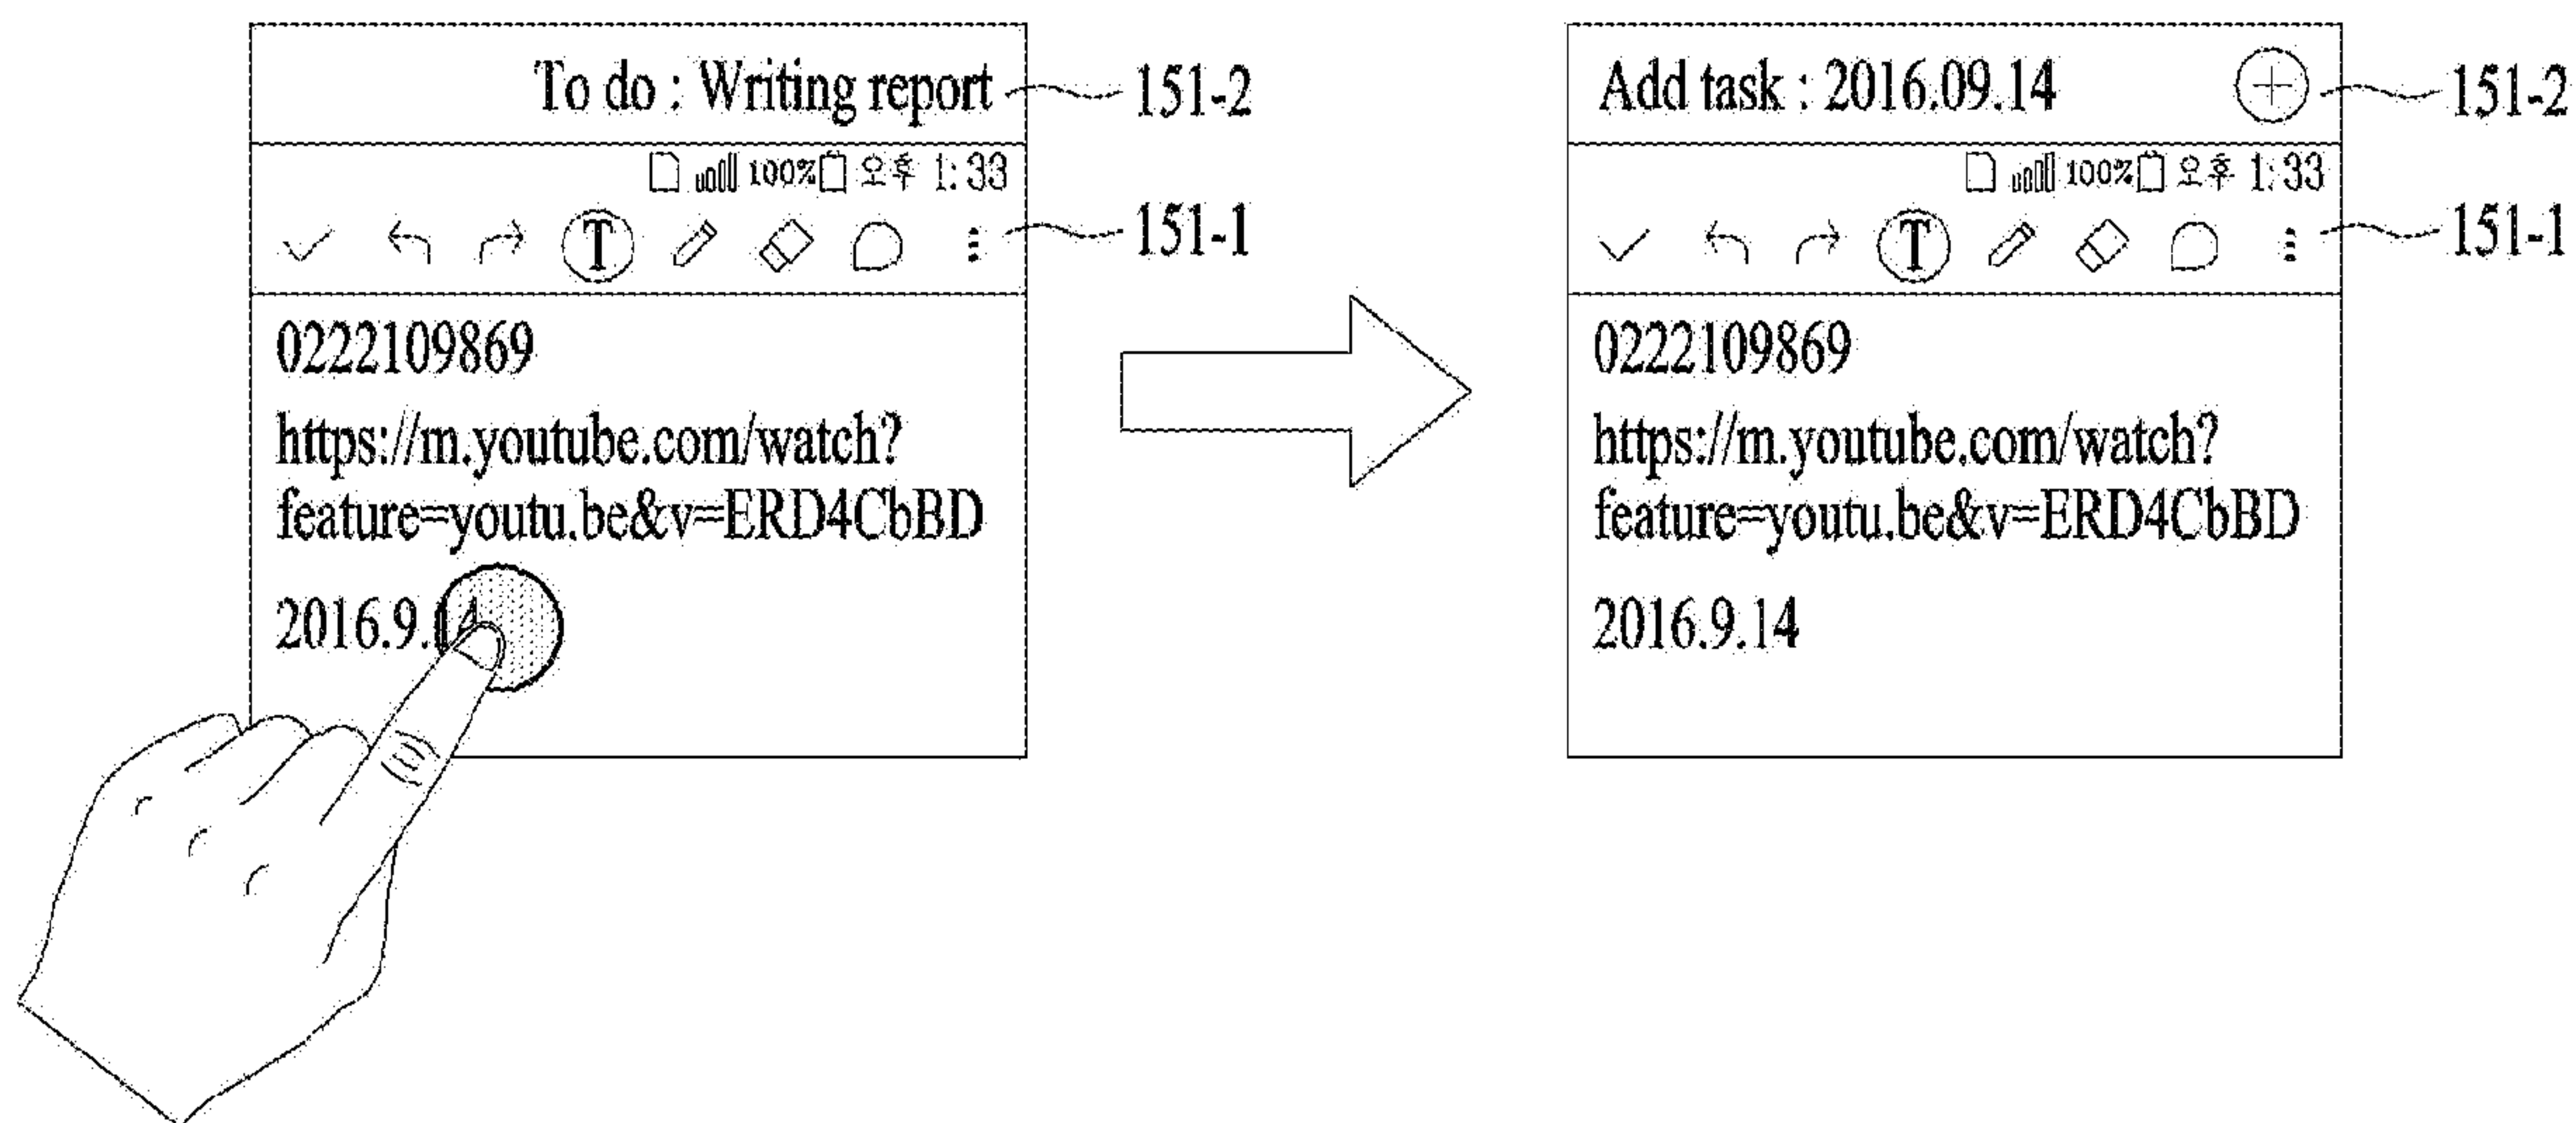 To do : Writing report
151-2
100% 오후 1:33
T
151-1
0222109869
https://m.youtube.com/watch?
feature=youtu.be&v=ERD4CbBD
2016.9.14
Add task : 2016.09.14
151-2
100% 오후 1:33
T
151-1
0222109869
https://m.youtube.com/watch?
feature=youtu.be&v=ERD4CbBD
2016.9.14